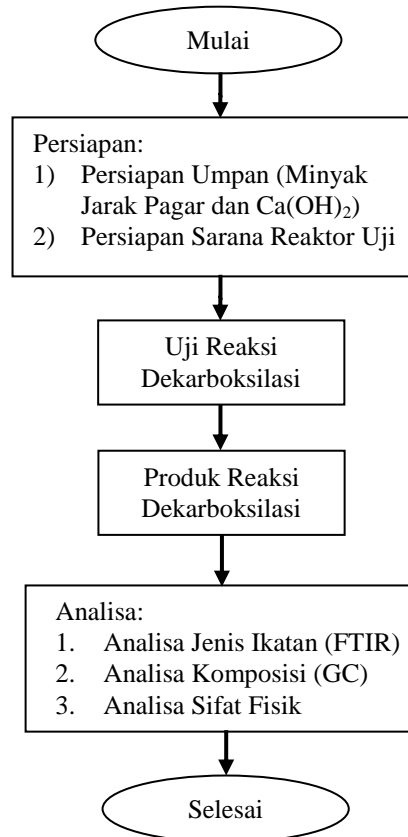 Mulai
Persiapan:
1) Persiapan Umpan (Minyak
Jarak Pagar dan Ca(OH)₂)
2) Persiapan Sarana Reaktor Uji
Uji Reaksi
Dekarboksilasi
Produk Reaksi
Dekarboksilasi
Analisa:
1. Analisa Jenis Ikatan (FTIR)
2. Analisa Komposisi (GC)
3. Analisa Sifat Fisik
Selesai